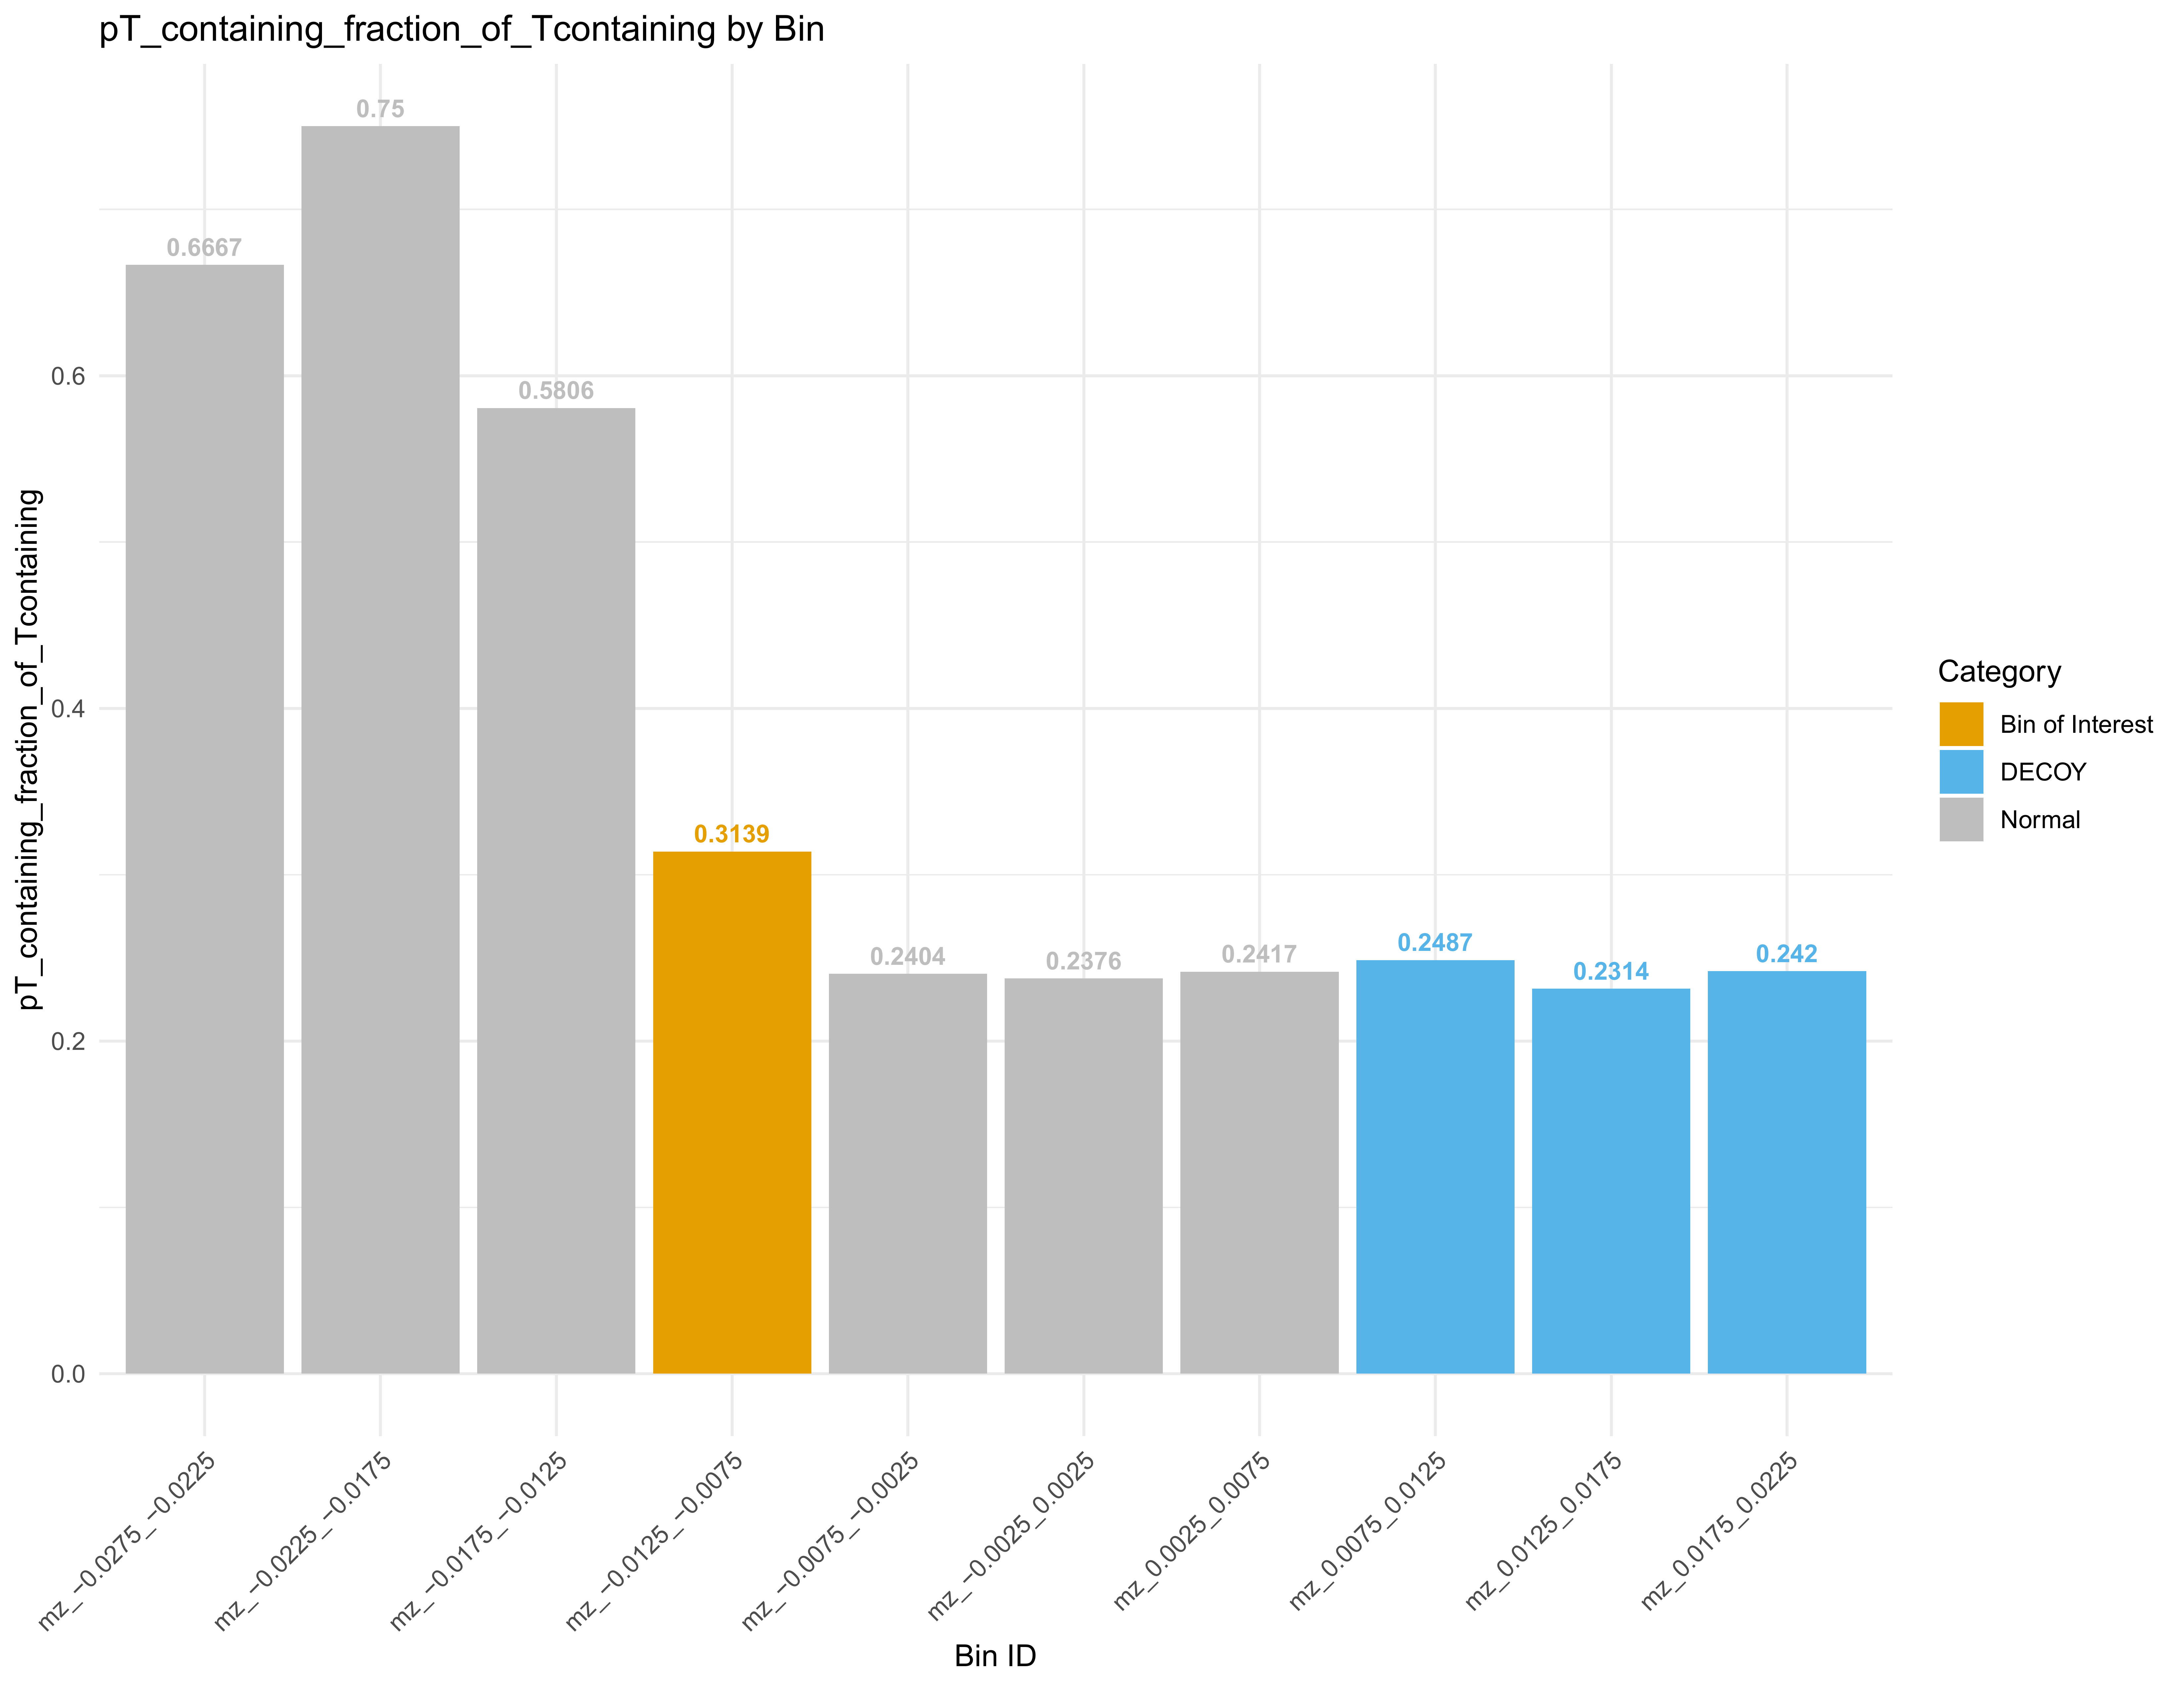 pT_containing_fraction_of_Tcontaining by Bin
pT_containing_fraction_of_Tcontaining
0.6
0.4
0.2
0.0
0.6667
0.75
0.5806
0.3139
0.2404
0.2376
0.2417
0.2487
0.2314
0.242
mz_−0.0275_−0.0225
mz_−0.0225_−0.0175
mz_−0.0175_−0.0125
mz_−0.0125_−0.0075
mz_−0.0075_−0.0025
mz_−0.0025_0.0025
mz_0.0025_0.0075
mz_0.0075_0.0125
mz_0.0125_0.0175
mz_0.0175_0.0225
Bin ID
Category
Bin of Interest
DECOY
Normal